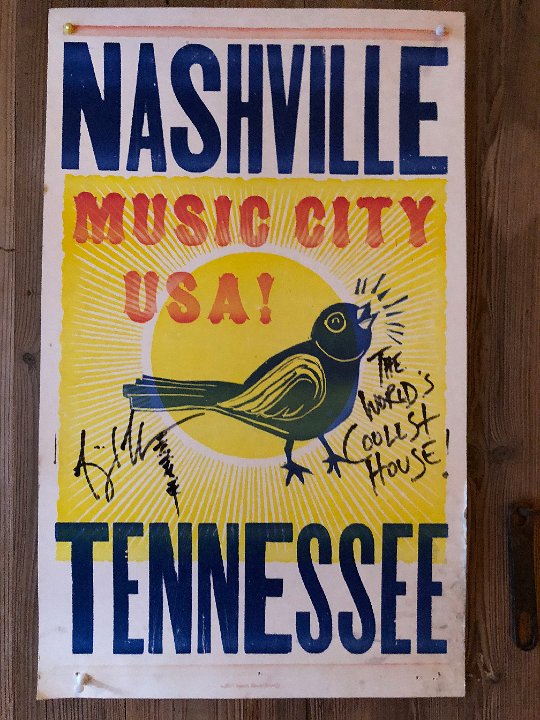 NASHVILLE
MUSIC CITY
USA!
THE
WORLD'S
COOLEST
HOUSE!
TENNESSEE